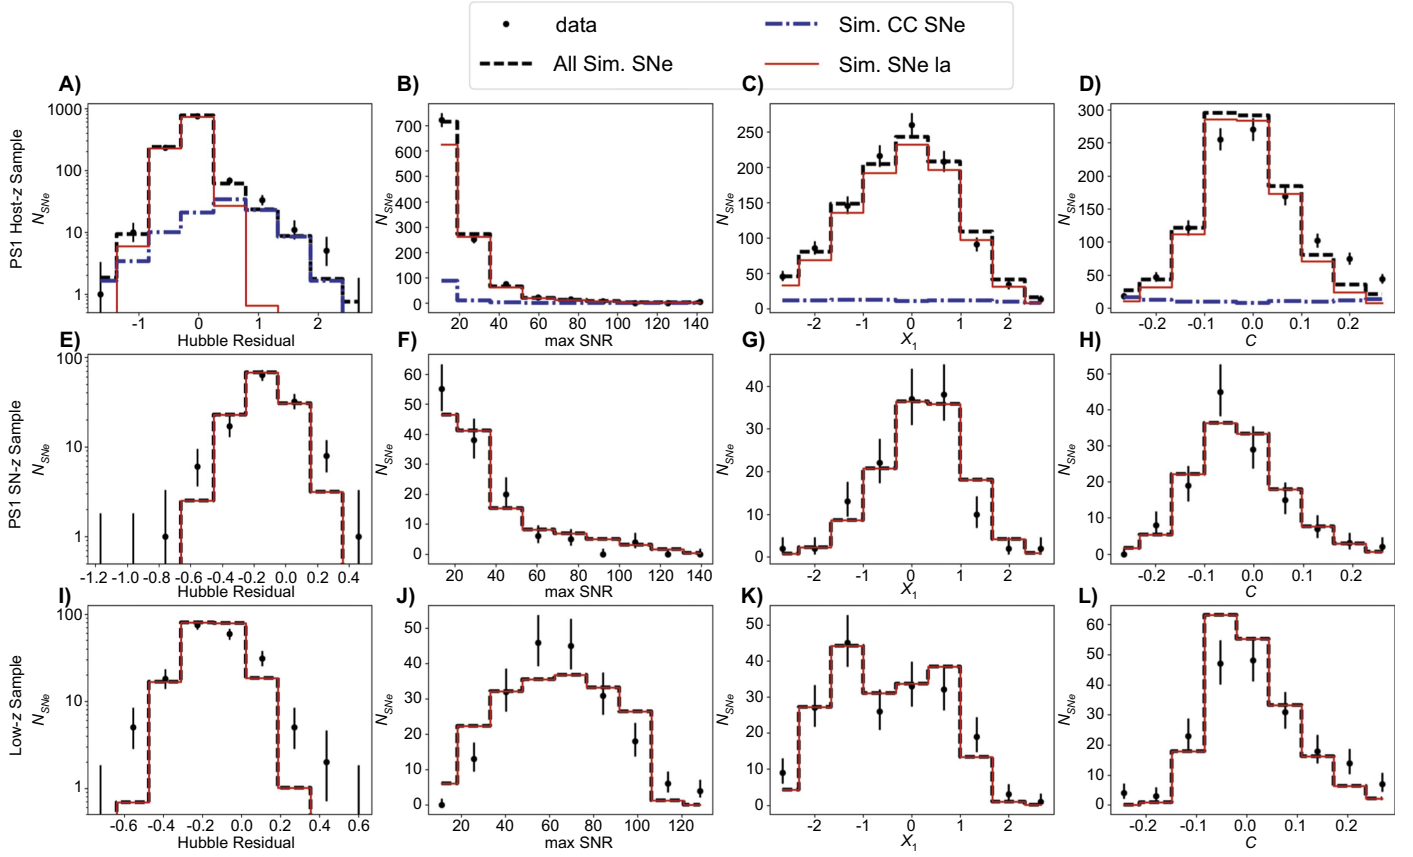 data
Sim. CC SNe
All Sim. SNe
Sim. SNe Ia
A)
B)
C)
D)
PS1 Host-z Sample
N_SNe
1000
100
10
1
-1 0 1 2
Hubble Residual
N_SNe
700
600
500
400
300
200
100
0
20 40 60 80 100 120 140
max SNR
N_SNe
250
200
150
100
50
0
-2 -1 0 1 2
X_1
N_SNe
300
250
200
150
100
50
0
-0.2 -0.1 0.0 0.1 0.2
C
E)
F)
G)
H)
PS1 SN-z Sample
N_SNe
100
10
1
-1.2 -1.0 -0.8 -0.6 -0.4 -0.2 0.0 0.2 0.4
Hubble Residual
N_SNe
60
50
40
30
20
10
0
20 40 60 80 100 120 140
max SNR
N_SNe
40
30
20
10
0
-2 -1 0 1 2
X_1
N_SNe
50
40
30
20
10
0
-0.2 -0.1 0.0 0.1 0.2
C
I)
J)
K)
L)
Low-z Sample
N_SNe
100
10
1
-0.6 -0.4 -0.2 0.0 0.2 0.4 0.6
Hubble Residual
N_SNe
50
40
30
20
10
0
20 40 60 80 100 120
max SNR
N_SNe
50
40
30
20
10
0
-2 -1 0 1 2
X_1
N_SNe
60
50
40
30
20
10
0
-0.2 -0.1 0.0 0.1 0.2
C